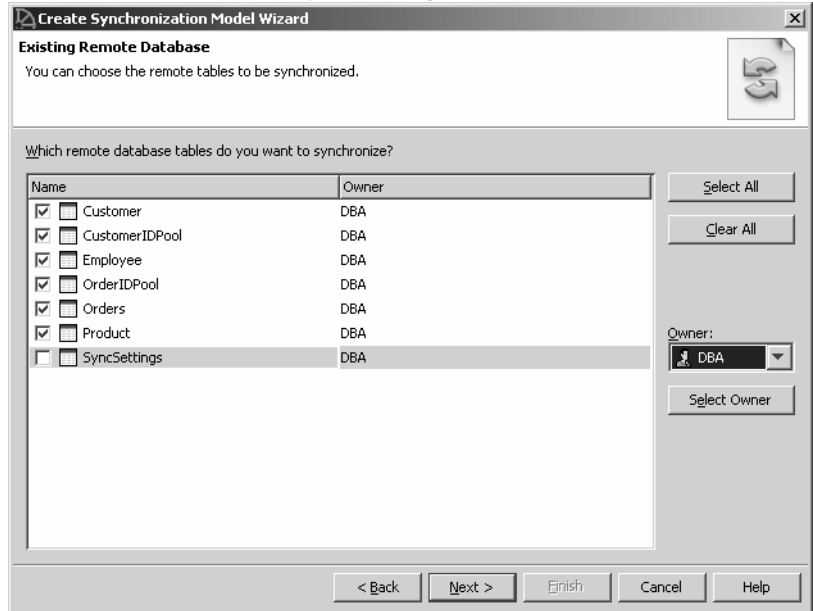 Create Synchronization Model Wizard
Existing Remote Database
You can choose the remote tables to be synchronized.
Which remote database tables do you want to synchronize?
Name Owner
Customer DBA
CustomerIDPool DBA
Employee DBA
OrderIDPool DBA
Orders DBA
Product DBA
SyncSettings DBA
Select All
Clear All
Owner:
DBA
Select Owner
< Back Next > Finish Cancel Help